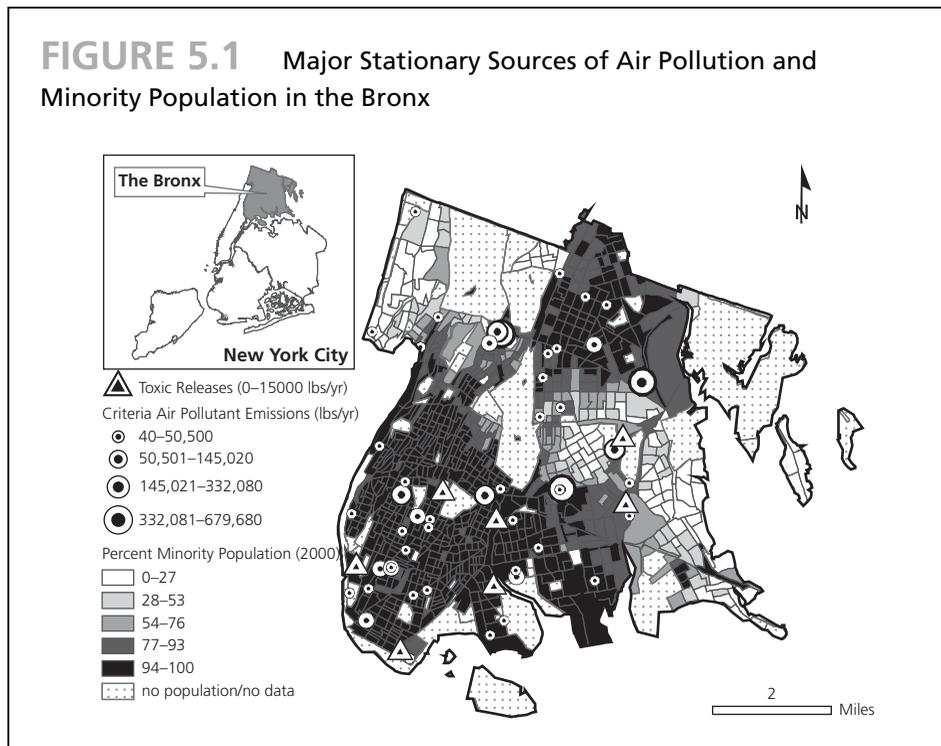 FIGURE 5.1 Major Stationary Sources of Air Pollution and
Minority Population in the Bronx
The Bronx
New York City
N
Toxic Releases (0–15000 lbs/yr)
Criteria Air Pollutant Emissions (lbs/yr)
40–50,500
50,501–145,020
145,021–332,080
332,081–679,680
Percent Minority Population (2000)
0–27
28–53
54–76
77–93
94–100
no population/no data
2
Miles